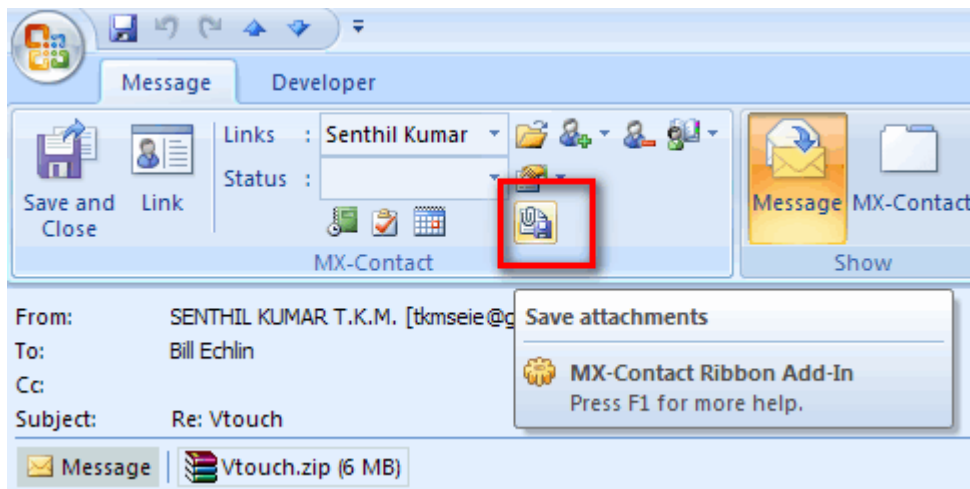 Message Developer
Links : Senthil Kumar
Status :
Save and Close
Link
Message
MX-Contact
MX-Contact
Show
From: SENTHIL KUMAR T.K.M. [tkmseie@g
To: Bill Echlin
Cc:
Subject: Re: Vtouch
Save attachments
MX-Contact Ribbon Add-In
Press F1 for more help.
Message Vtouch.zip (6 MB)